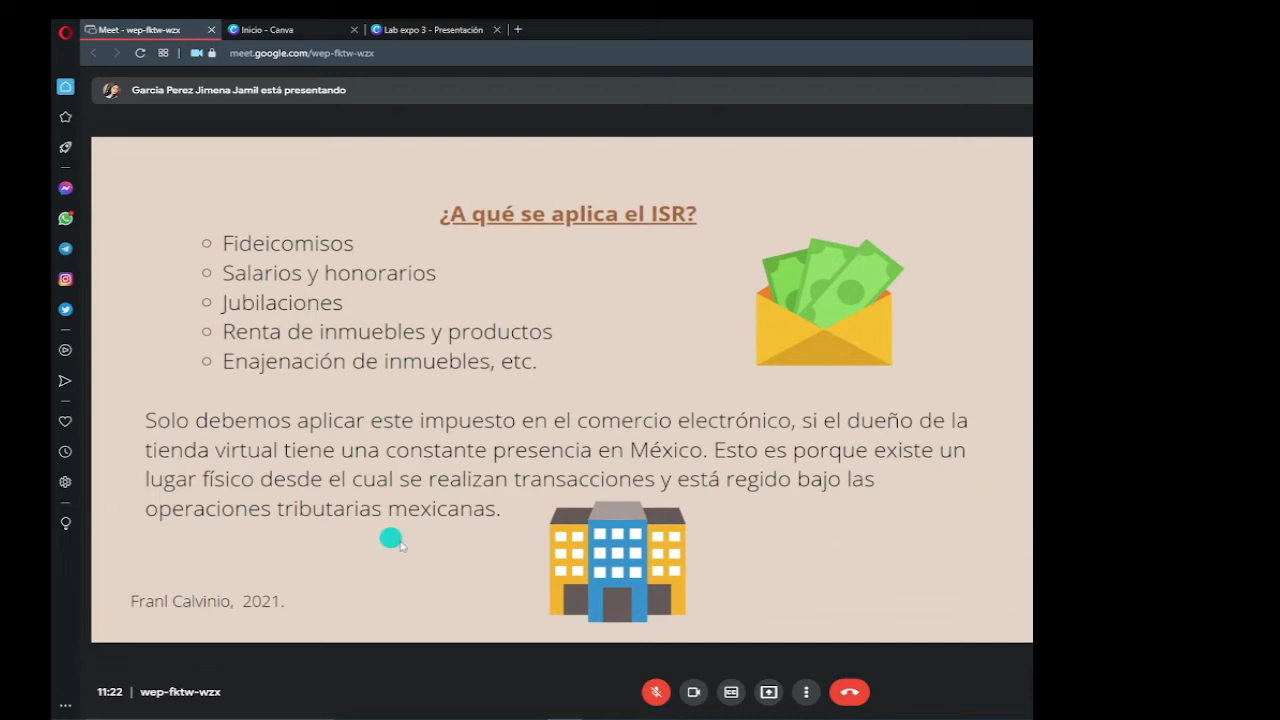 Meet - wep-fktw-wzx
Inicio - Canva
Lab expo 3 - Presentación
meet.google.com/wep-fktw-wzx
Garcia Perez Jimena Jamil está presentando
¿A qué se aplica el ISR?
Fideicomisos
Salarios y honorarios
Jubilaciones
Renta de inmuebles y productos
Enajenación de inmuebles, etc.
Solo debemos aplicar este impuesto en el comercio electrónico, si el dueño de la
tienda virtual tiene una constante presencia en México. Esto es porque existe un
lugar físico desde el cual se realizan transacciones y está regido bajo las
operaciones tributarias mexicanas.
Franl Calvinio, 2021.
11:22 | wep-fktw-wzx